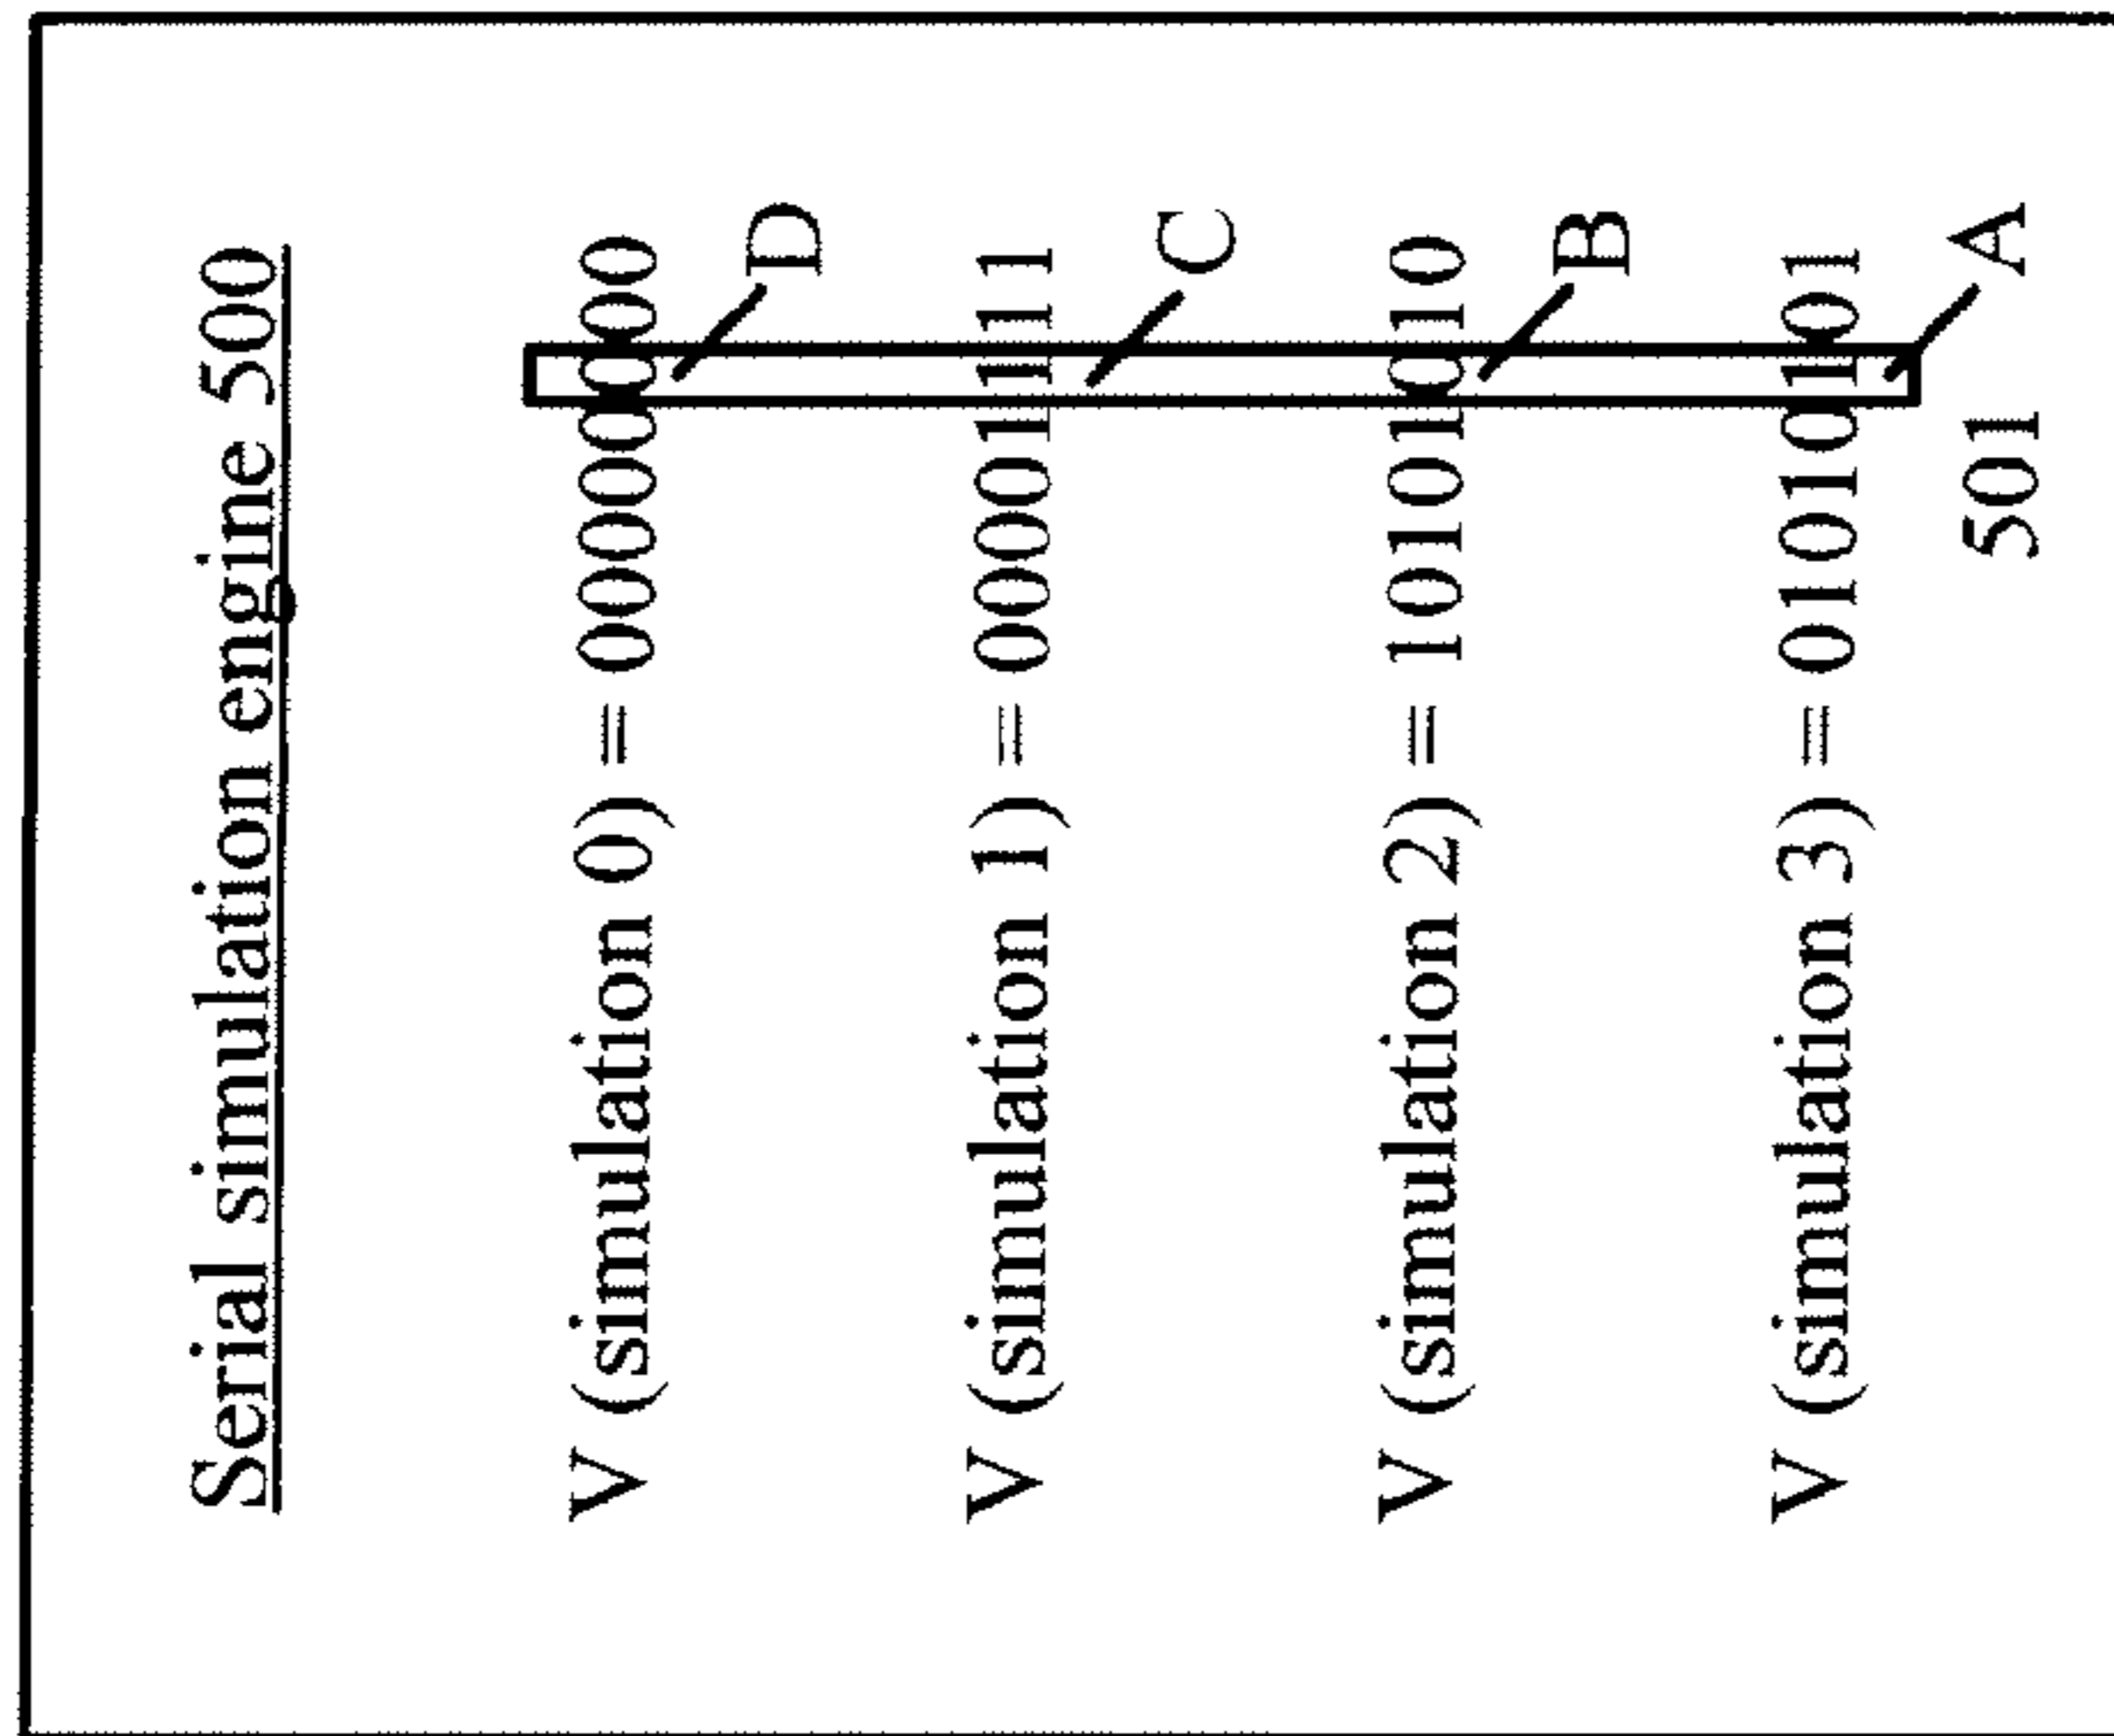 Serial simulation engine 500
V (simulation 0) = 00000000
D
V (simulation 1) = 00001111
C
V (simulation 2) = 10101010
B
V (simulation 3) = 01010101
501 A